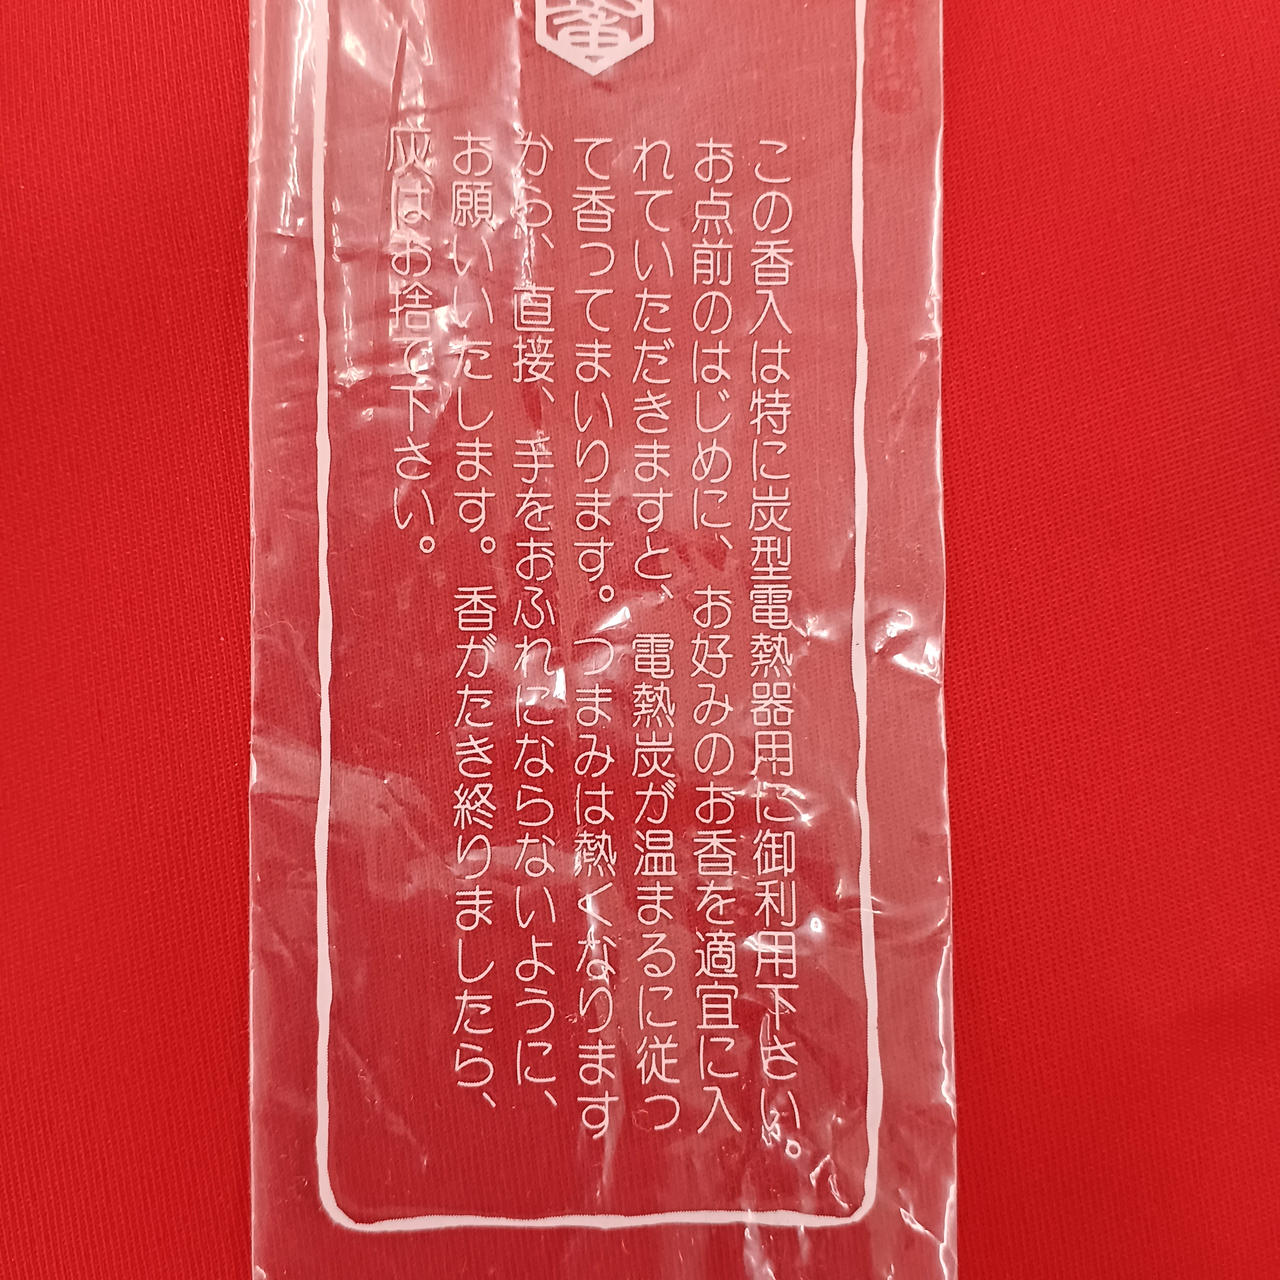 この香入は特に炭型電熱器用に御利用下さい。
お点前のはじめに、お好みのお香を適宜に入
れていただきますと、電熱炭が温まるに従っ
て香ってまいります。つまみは熱くなります
から、直接、手をおふれにならないように、
お願いいたします。香がたき終りましたら、
灰はお捨て下さい。